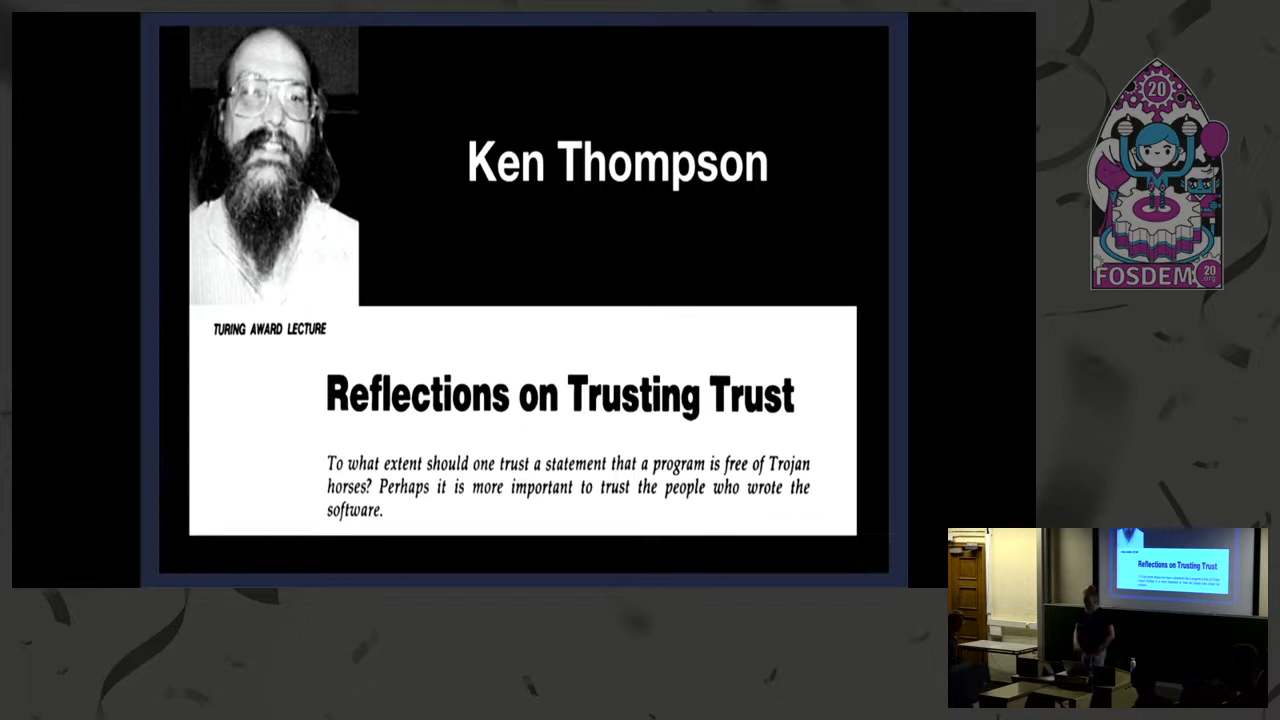 Ken Thompson
TURING AWARD LECTURE
Reflections on Trusting Trust
To what extent should one trust a statement that a program is free of Trojan
horses? Perhaps it is more important to trust the people who wrote the
software.
20
FOSDEM 20
.org
Reflections on Trusting Trust